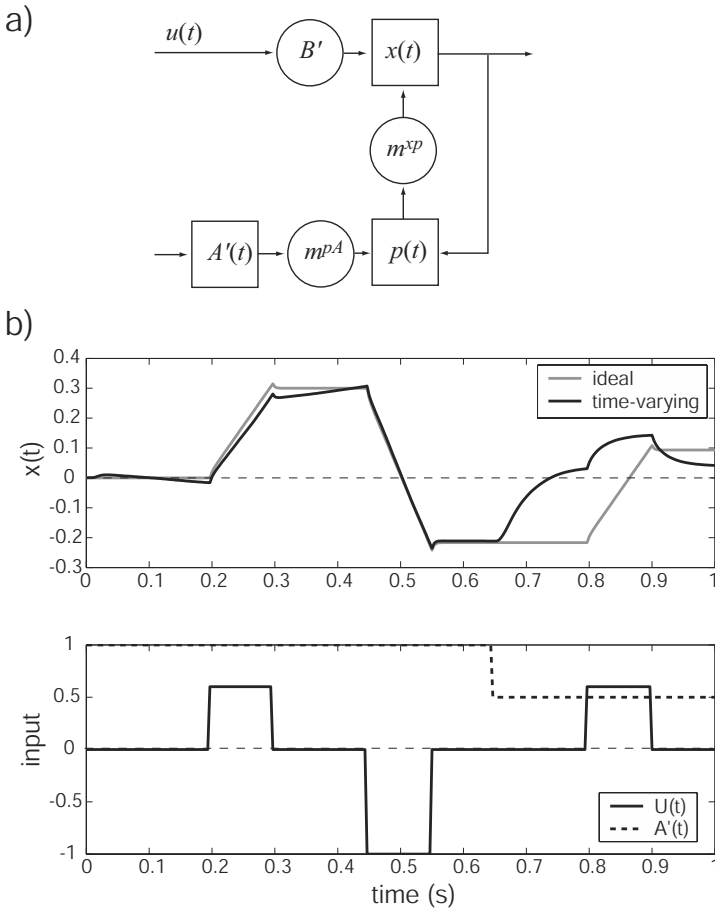 a)
u(t)
B′
x(t)
m^xp
A′(t)
m^pA
p(t)
b)
x(t)
0.4
0.3
0.2
0.1
0
-0.1
-0.2
-0.3
ideal
time-varying
0 0.1 0.2 0.3 0.4 0.5 0.6 0.7 0.8 0.9 1
input
1
0.5
0
-0.5
-1
U(t)
A'(t)
0 0.1 0.2 0.3 0.4 0.5 0.6 0.7 0.8 0.9 1
time (s)